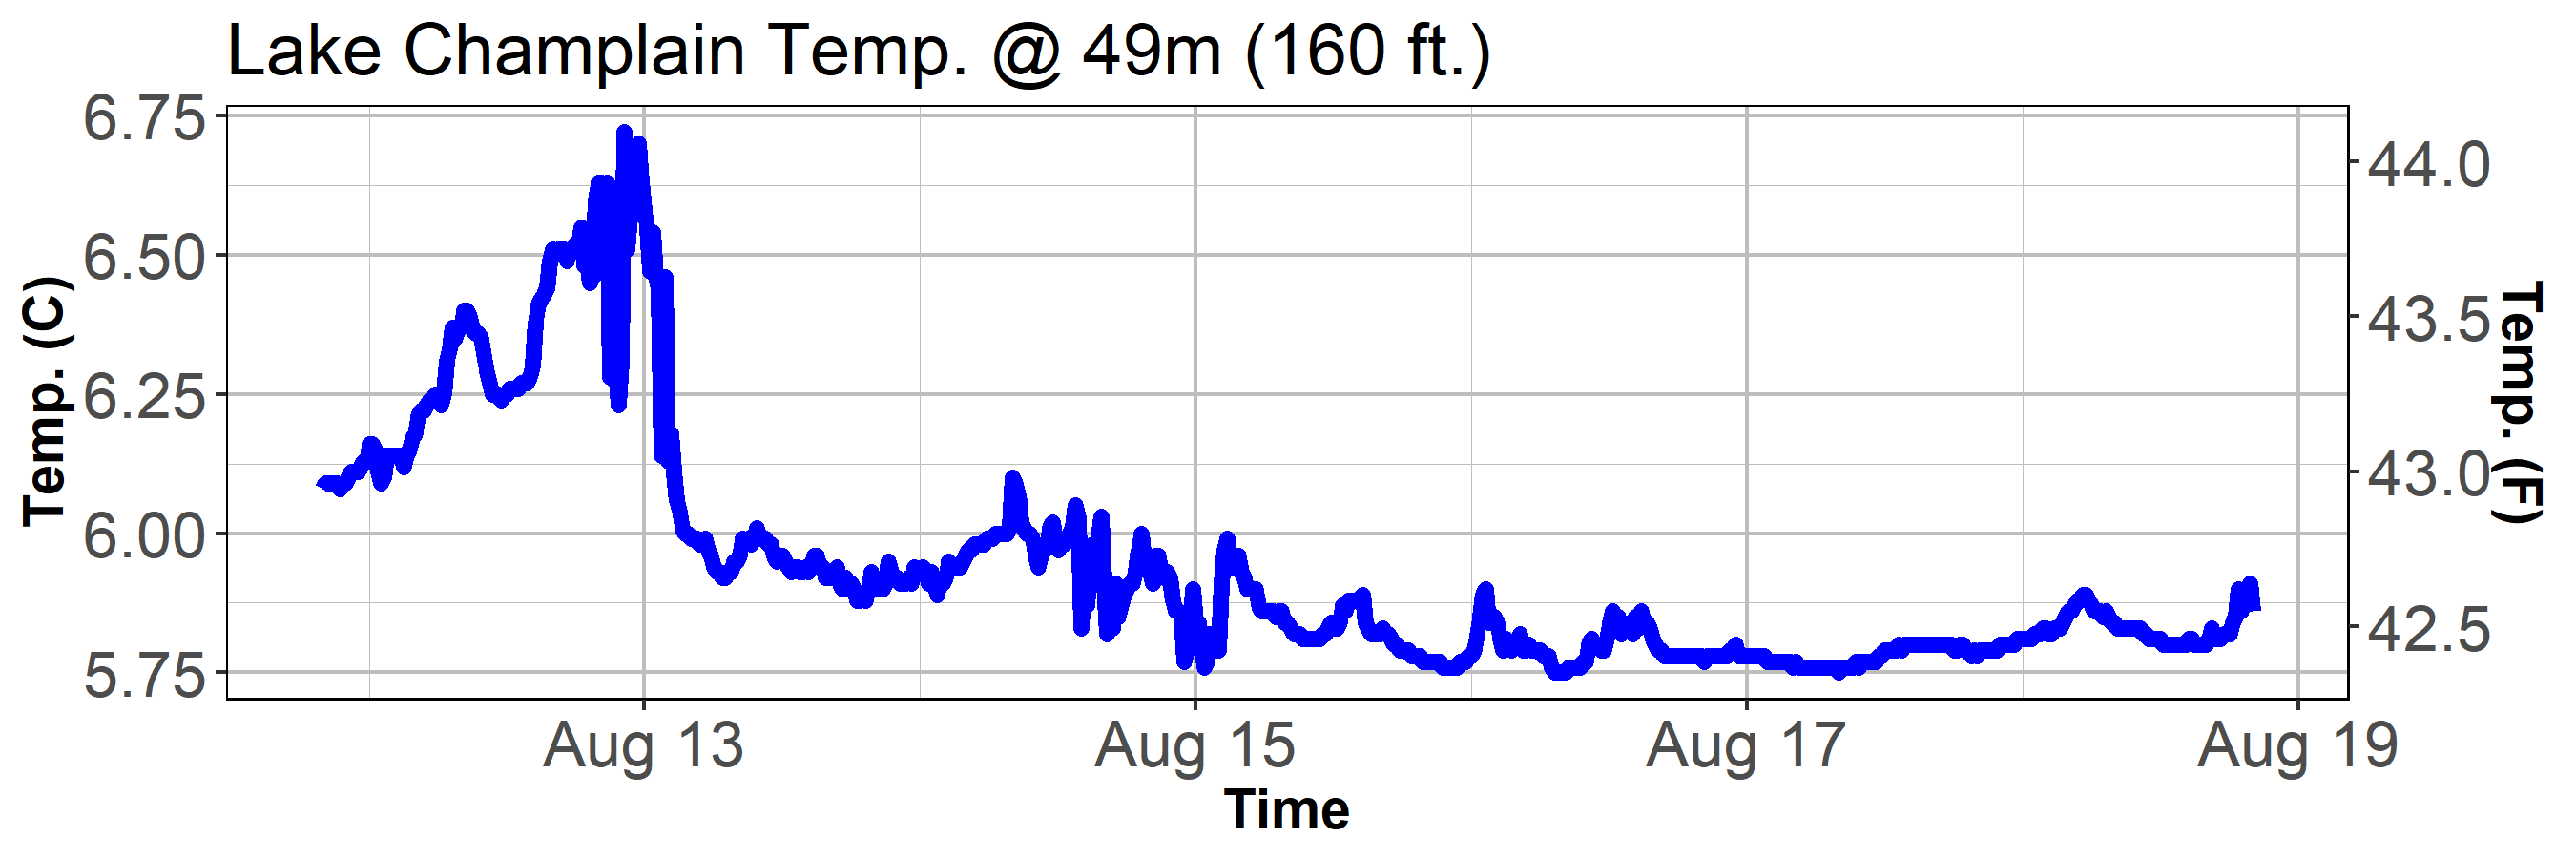 Lake Champlain Temp. @ 49m (160 ft.)
Temp. (C)
6.75
6.50
6.25
6.00
5.75
44.0
43.5
43.0
42.5
Temp. (F)
Aug 13 Aug 15 Aug 17 Aug 19
Time